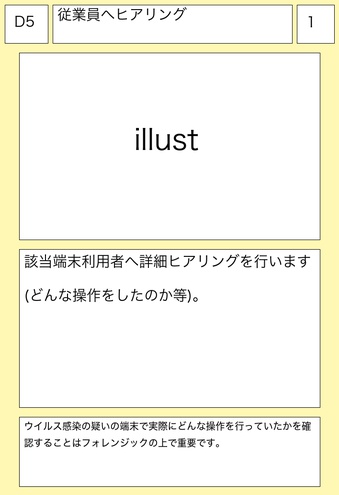 D5
従業員へヒアリング
1
illust
該当端末利用者へ詳細ヒアリングを行います
(どんな操作をしたのか等)。
ウイルス感染の疑いの端末で実際にどんな操作を行っていたかを確
認することはフォレンジックの上で重要です。